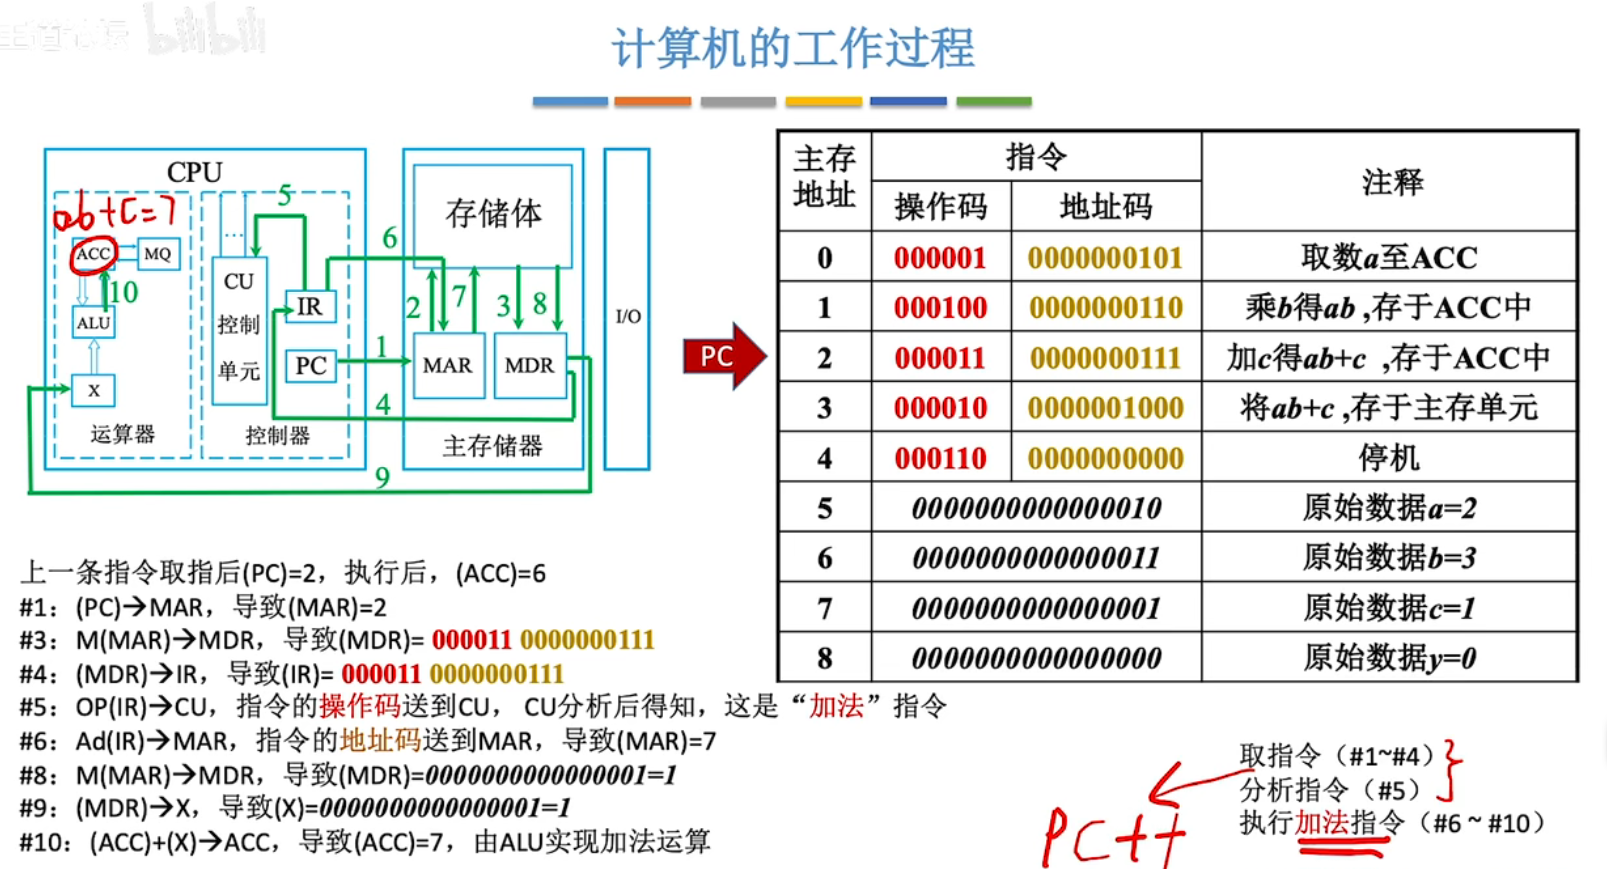 王道论坛 bilibili
计算机的工作过程
CPU
ab+c=7
ACC
MQ
10
ALU
X
运算器
5
...
CU
控制
单元
IR
PC
控制器
6
1
4
9
存储体
2
7
3
8
MAR
MDR
主存储器
I/O
PC
主存地址 指令 注释
操作码 地址码
0 000001 0000000101 取数a至ACC
1 000100 0000000110 乘b得ab ,存于ACC中
2 000011 0000000111 加c得ab+c ,存于ACC中
3 000010 0000001000 将ab+c ,存于主存单元
4 000110 0000000000 停机
5 0000000000000010 原始数据a=2
6 0000000000000011 原始数据b=3
7 0000000000000001 原始数据c=1
8 0000000000000000 原始数据y=0
上一条指令取指后(PC)=2，执行后，(ACC)=6
#1：(PC)→MAR，导致(MAR)=2
#3：M(MAR)→MDR，导致(MDR)= 000011 0000000111
#4：(MDR)→IR，导致(IR)= 000011 0000000111
#5：OP(IR)→CU，指令的操作码送到CU， CU分析后得知，这是“加法”指令
#6：Ad(IR)→MAR，指令的地址码送到MAR，导致(MAR)=7
#8：M(MAR)→MDR，导致(MDR)=0000000000000001=1
#9：(MDR)→X，导致(X)=0000000000000001=1
#10：(ACC)+(X)→ACC，导致(ACC)=7，由ALU实现加法运算
取指令（#1~#4）
分析指令（#5）
执行加法指令（#6 ~ #10）
PC++